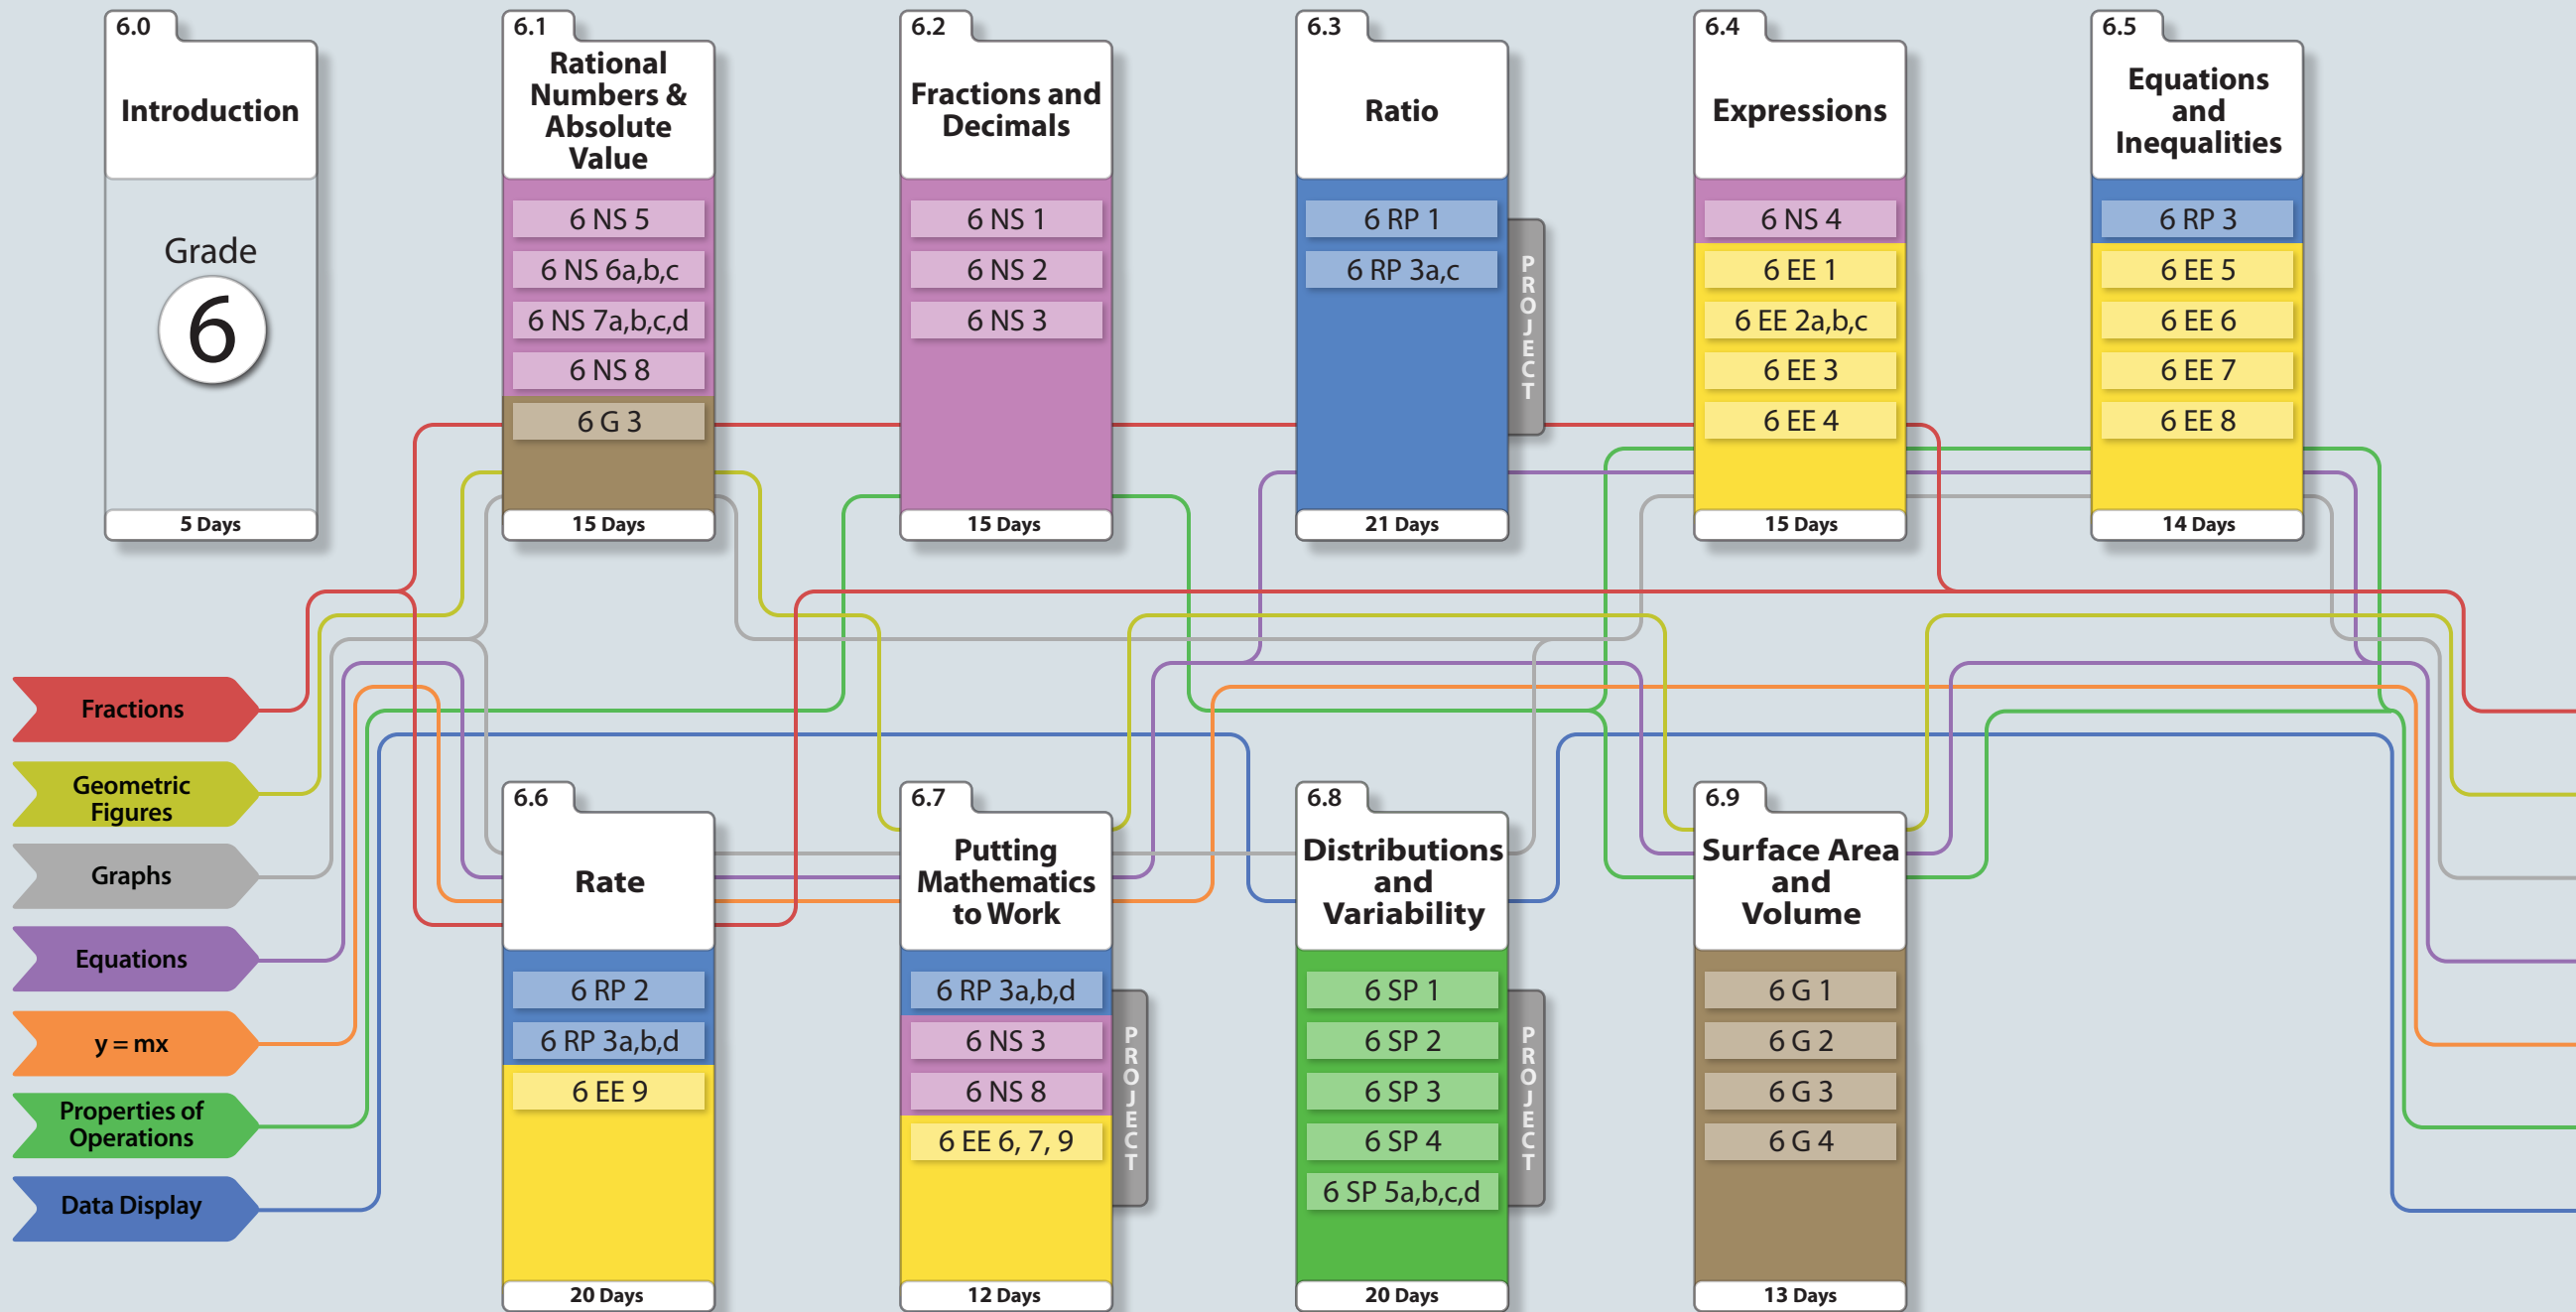 6.0
Introduction
Grade
6
5 Days
6.1
Rational
Numbers &
Absolute
Value
6 NS 5
6 NS 6a,b,c
6 NS 7a,b,c,d
6 NS 8
6 G 3
15 Days
6.2
Fractions and
Decimals
6 NS 1
6 NS 2
6 NS 3
15 Days
6.3
Ratio
6 RP 1
6 RP 3a,c
PROJECT
21 Days
6.4
Expressions
6 NS 4
6 EE 1
6 EE 2a,b,c
6 EE 3
6 EE 4
15 Days
6.5
Equations
and
Inequalities
6 RP 3
6 EE 5
6 EE 6
6 EE 7
6 EE 8
14 Days
Fractions
Geometric
Figures
Graphs
Equations
y = mx
Properties of
Operations
Data Display
6.6
Rate
6 RP 2
6 RP 3a,b,d
6 EE 9
20 Days
6.7
Putting
Mathematics
to Work
6 RP 3a,b,d
6 NS 3
6 NS 8
6 EE 6, 7, 9
PROJECT
12 Days
6.8
Distributions
and
Variability
6 SP 1
6 SP 2
6 SP 3
6 SP 4
6 SP 5a,b,c,d
PROJECT
20 Days
6.9
Surface Area
and
Volume
6 G 1
6 G 2
6 G 3
6 G 4
13 Days